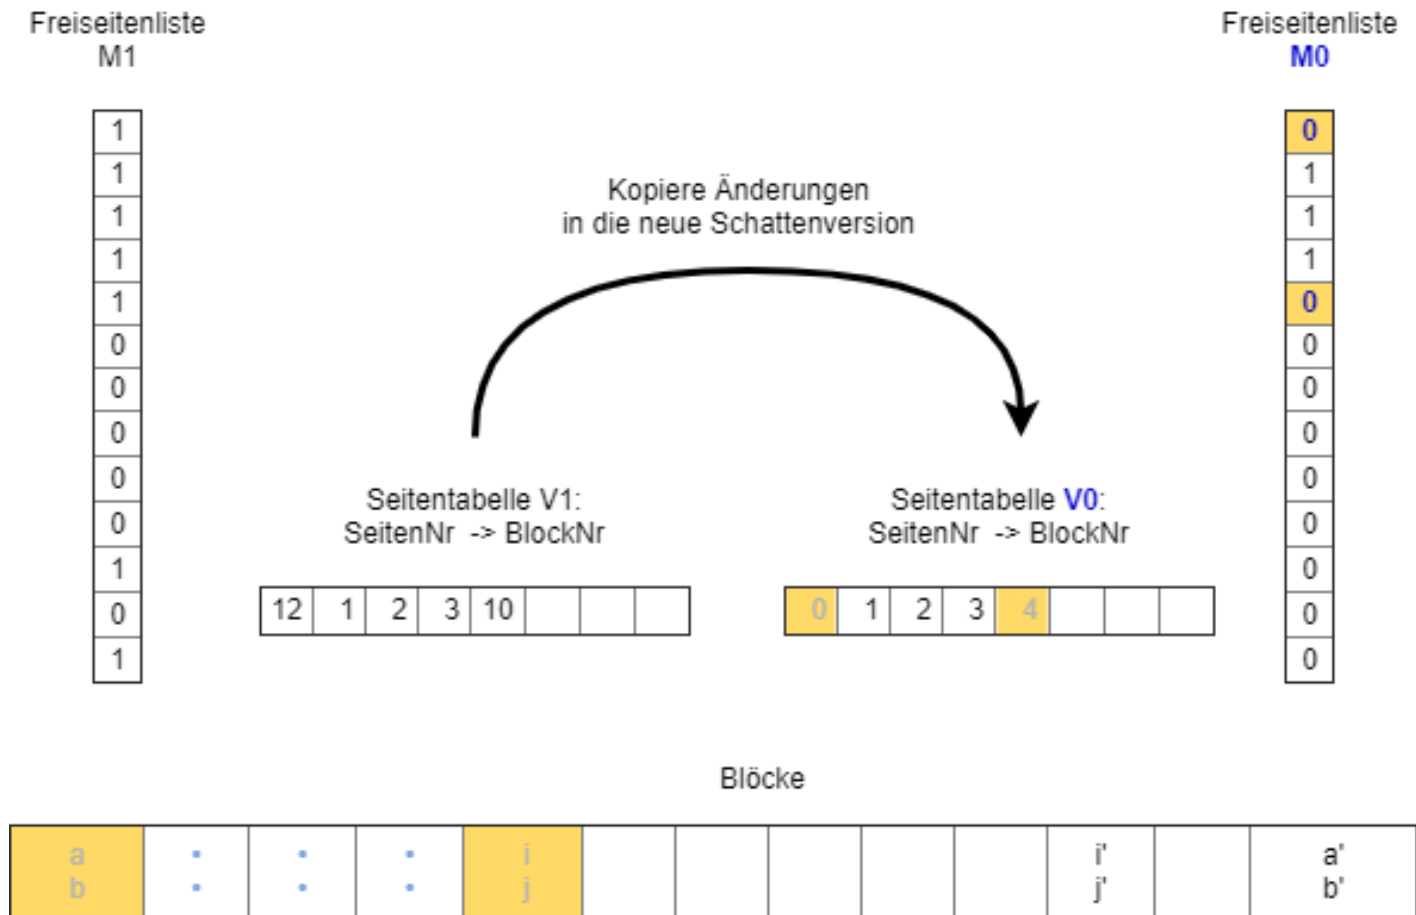 Freiseitenliste
M1
Freiseitenliste
M0
1
1
1
1
1
0
0
0
0
0
1
0
1
0
1
1
1
0
0
0
0
0
0
0
0
0
Kopiere Änderungen
in die neue Schattenversion
Seitentabelle V1:
SeitenNr -> BlockNr
Seitentabelle V0:
SeitenNr -> BlockNr
12 1 2 3 10
0 1 2 3 4
Blöcke
a : : : i i' a'
b : : : j j' b'